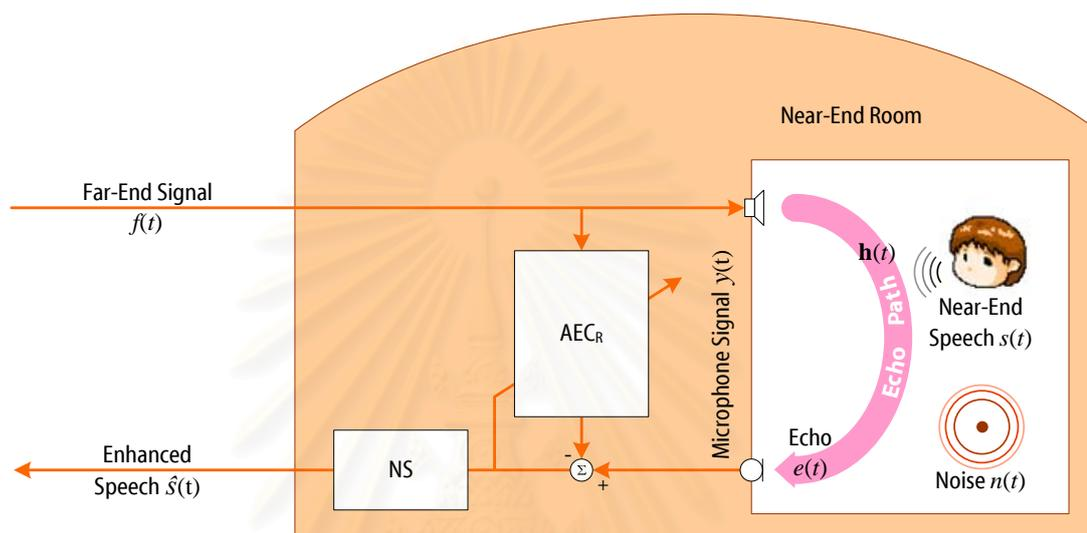 Near-End Room
Far-End Signal
f(t)
h(t)
Echo Path
Microphone Signal y(t)
Near-End
Speech s(t)
AEC_R
Enhanced
Speech ŝ(t)
NS
-
Σ
+
Echo
e(t)
Noise n(t)